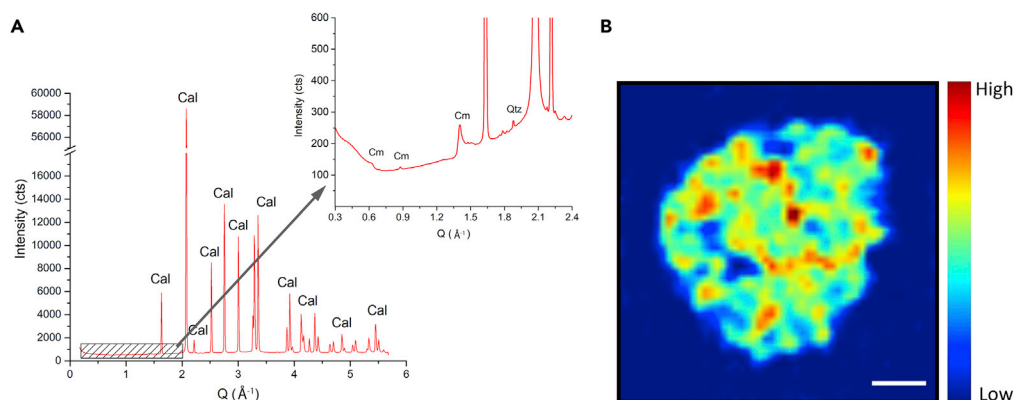 A
B
600
500
400
300
200
100
Intensity (cts)
Cm
Cm
Cm
Qtz
0.3 0.6 0.9 1.2 1.5 1.8 2.1 2.4
Q (Å⁻¹)
60000
58000
56000
16000
14000
12000
10000
8000
6000
4000
2000
0
Intensity (cts)
Cal
Cal
Cal
Cal
Cal
Cal
Cal
Cal
Cal
Cal
Cal
0 1 2 3 4 5 6
Q (Å⁻¹)
High
Low